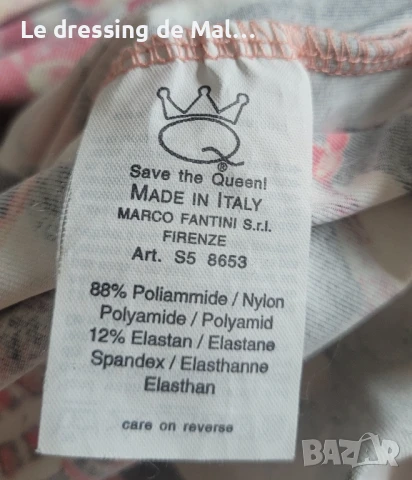 Le dressing de Mal...
Q
®
Save the Queen!
MADE IN ITALY
MARCO FANTINI S.r.l.
FIRENZE
Art. S5 8653
88% Poliammide / Nylon
Polyamide / Polyamid
12% Elastan / Elastane
Spandex / Elasthanne
Elasthan
care on reverse
BAZAR